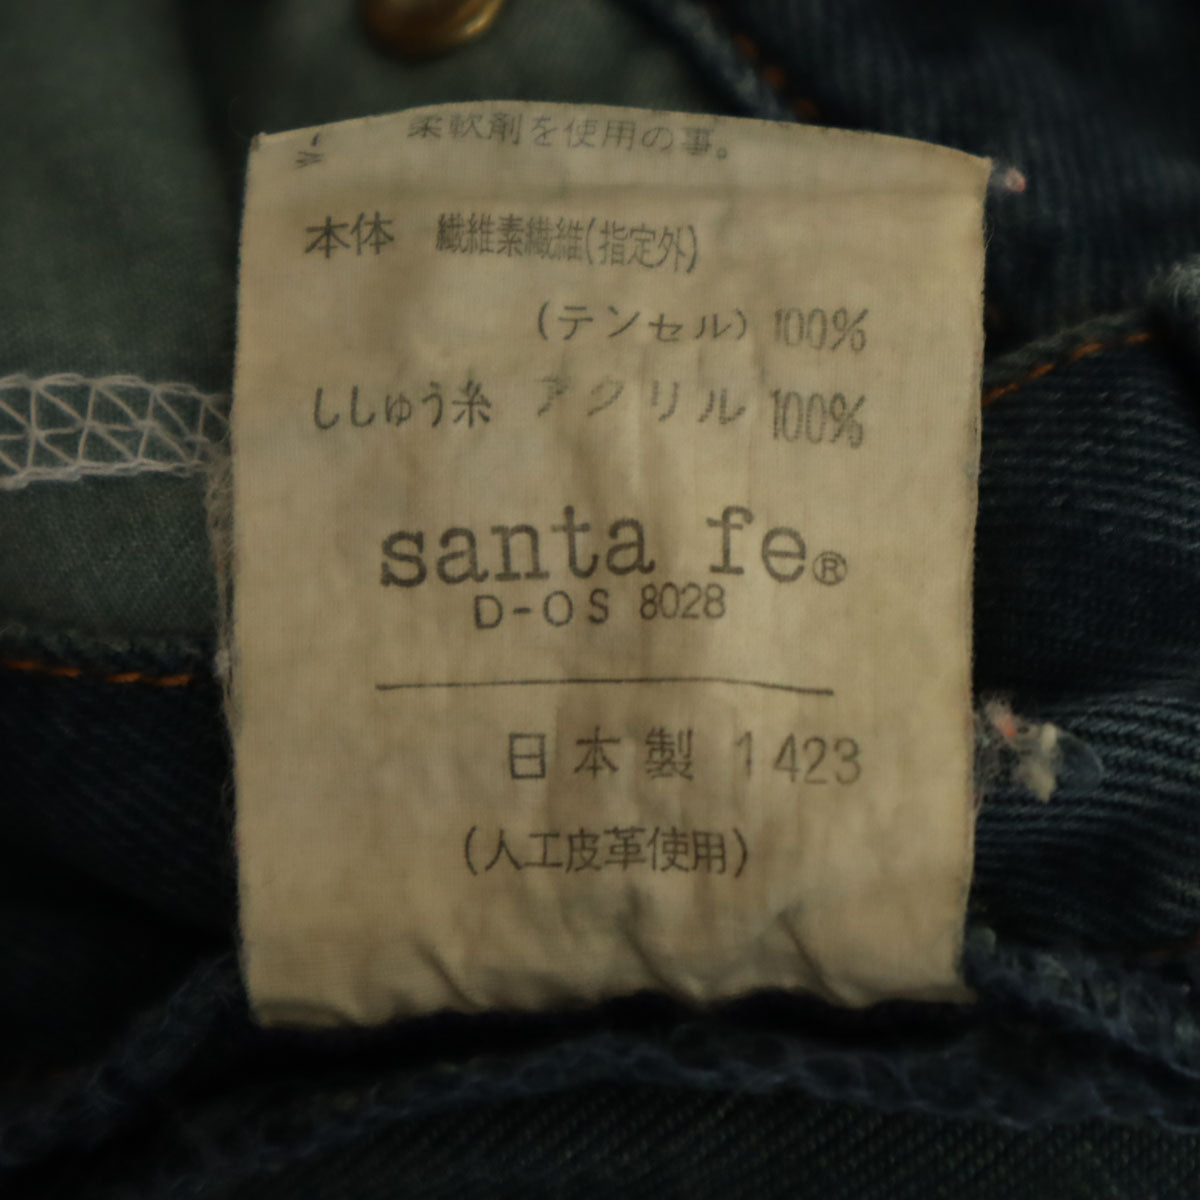 柔軟剤を使用の事。
本体 繊維素繊維(指定外)
(テンセル) 100%
ししゅう糸 アクリル 100%
santa fe®
D-OS 8028
日本製 1423
(人工皮革使用)